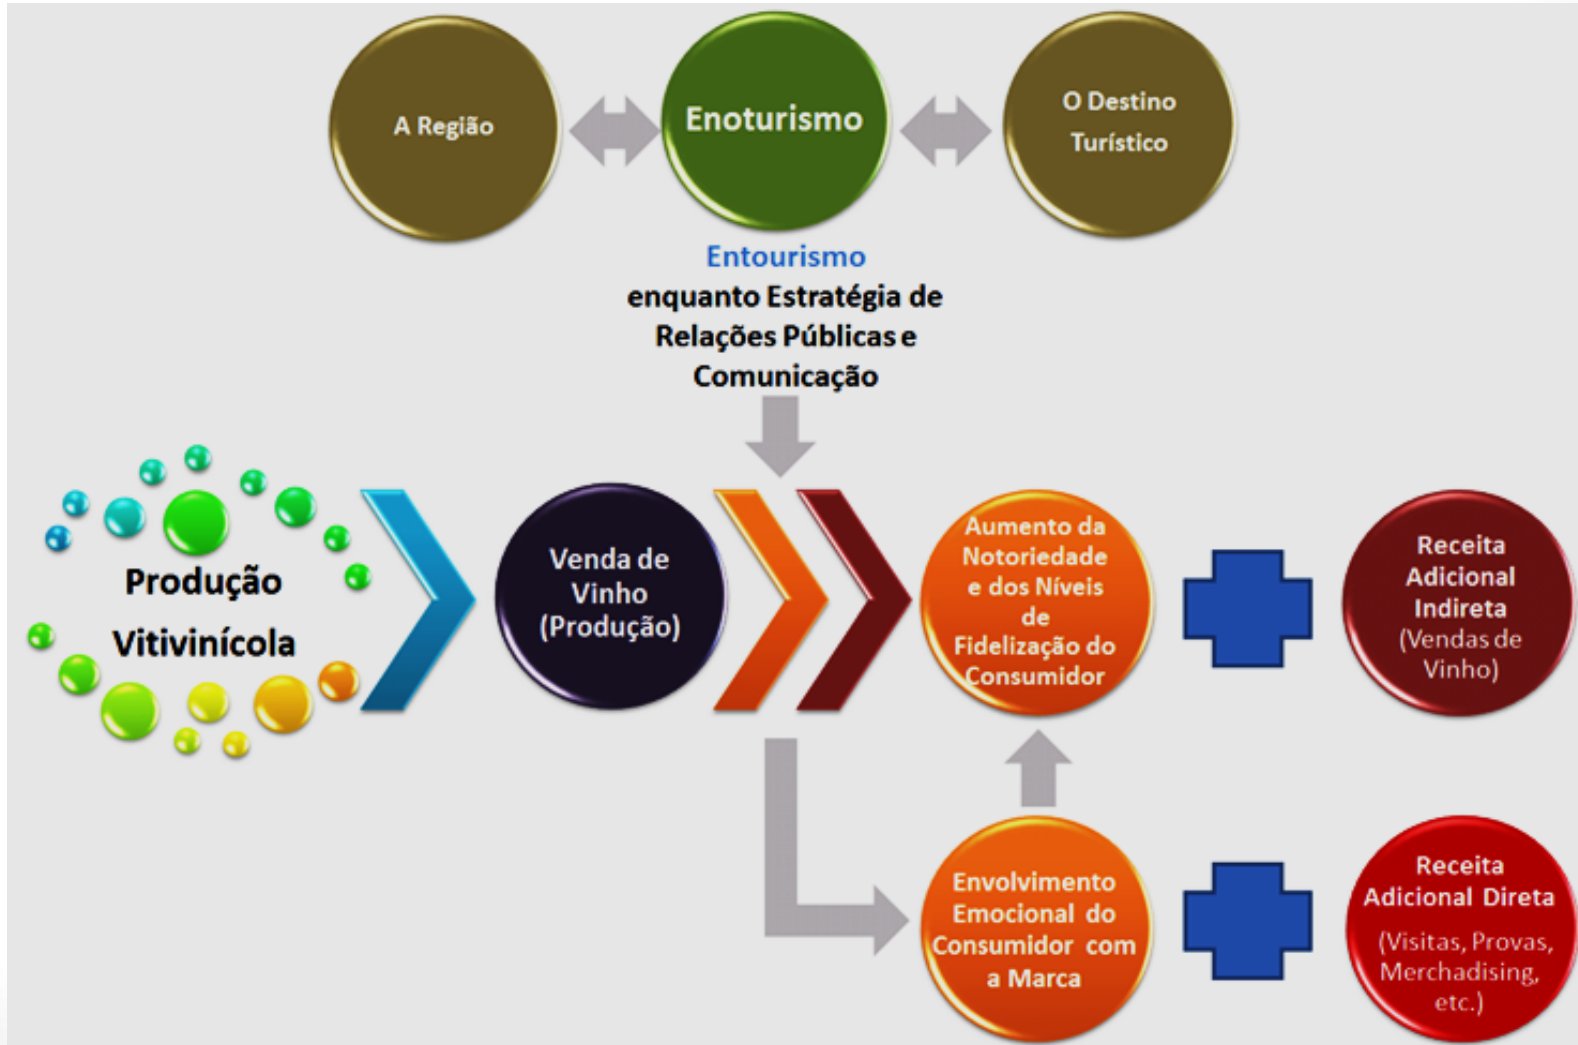 A Região
Enoturismo
O Destino
Turístico
Entourismo
enquanto Estratégia de
Relações Públicas e
Comunicação
Produção
Vitivinícola
Venda de
Vinho
(Produção)
Aumento da
Notoriedade
e dos Níveis
de
Fidelização do
Consumidor
Receita
Adicional
Indireta
(Vendas de
Vinho)
Envolvimento
Emocional do
Consumidor com
a Marca
Receita
Adicional Direta
(Visitas, Provas,
Merchadising,
etc.)